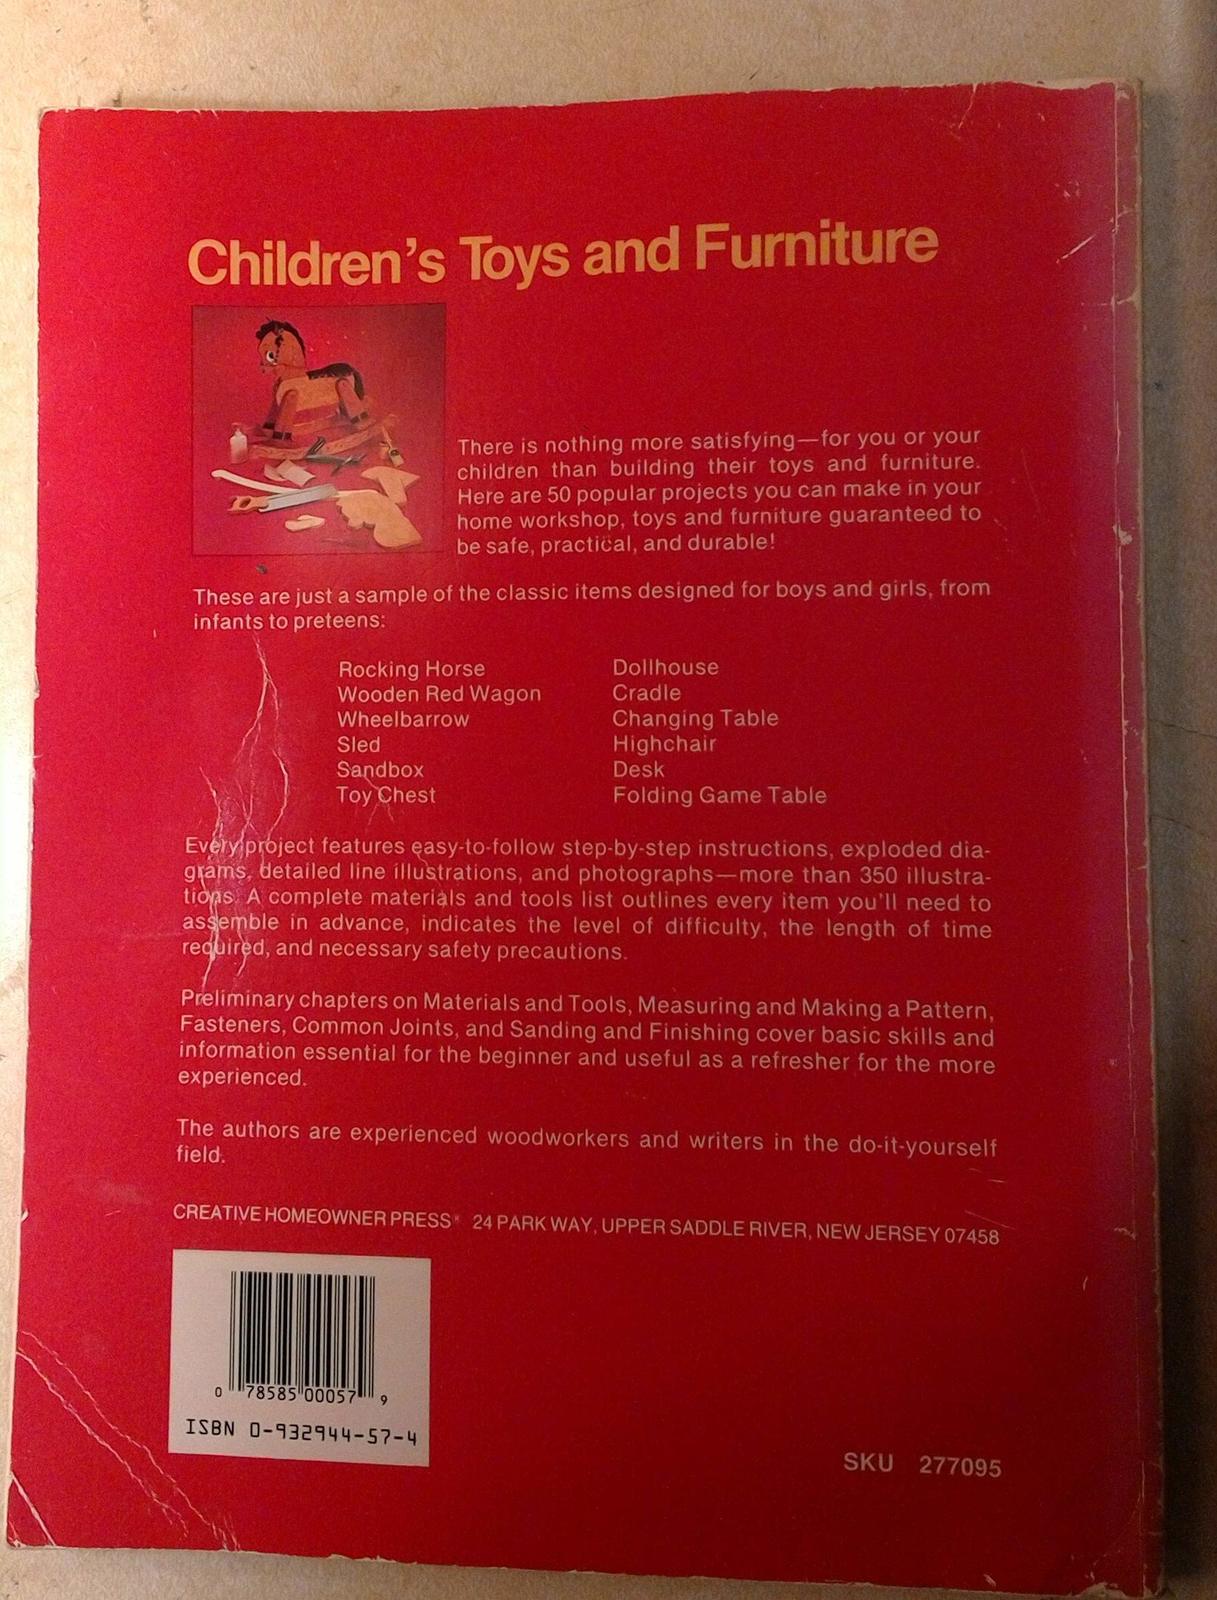 Children's Toys and Furniture
There is nothing more satisfying—for you or your
children than building their toys and furniture.
Here are 50 popular projects you can make in your
home workshop, toys and furniture guaranteed to
be safe, practical, and durable!
These are just a sample of the classic items designed for boys and girls, from
infants to preteens:
Rocking Horse
Wooden Red Wagon
Wheelbarrow
Sled
Sandbox
Toy Chest
Dollhouse
Cradle
Changing Table
Highchair
Desk
Folding Game Table
Every project features easy-to-follow step-by-step instructions, exploded dia-
grams, detailed line illustrations, and photographs—more than 350 illustra-
tions. A complete materials and tools list outlines every item you'll need to
assemble in advance, indicates the level of difficulty, the length of time
required, and necessary safety precautions.
Preliminary chapters on Materials and Tools, Measuring and Making a Pattern,
Fasteners, Common Joints, and Sanding and Finishing cover basic skills and
information essential for the beginner and useful as a refresher for the more
experienced.
The authors are experienced woodworkers and writers in the do-it-yourself
field.
CREATIVE HOMEOWNER PRESS® 24 PARK WAY, UPPER SADDLE RIVER, NEW JERSEY 07458
0 78585 00057 9
ISBN 0-932944-57-4
SKU 277095